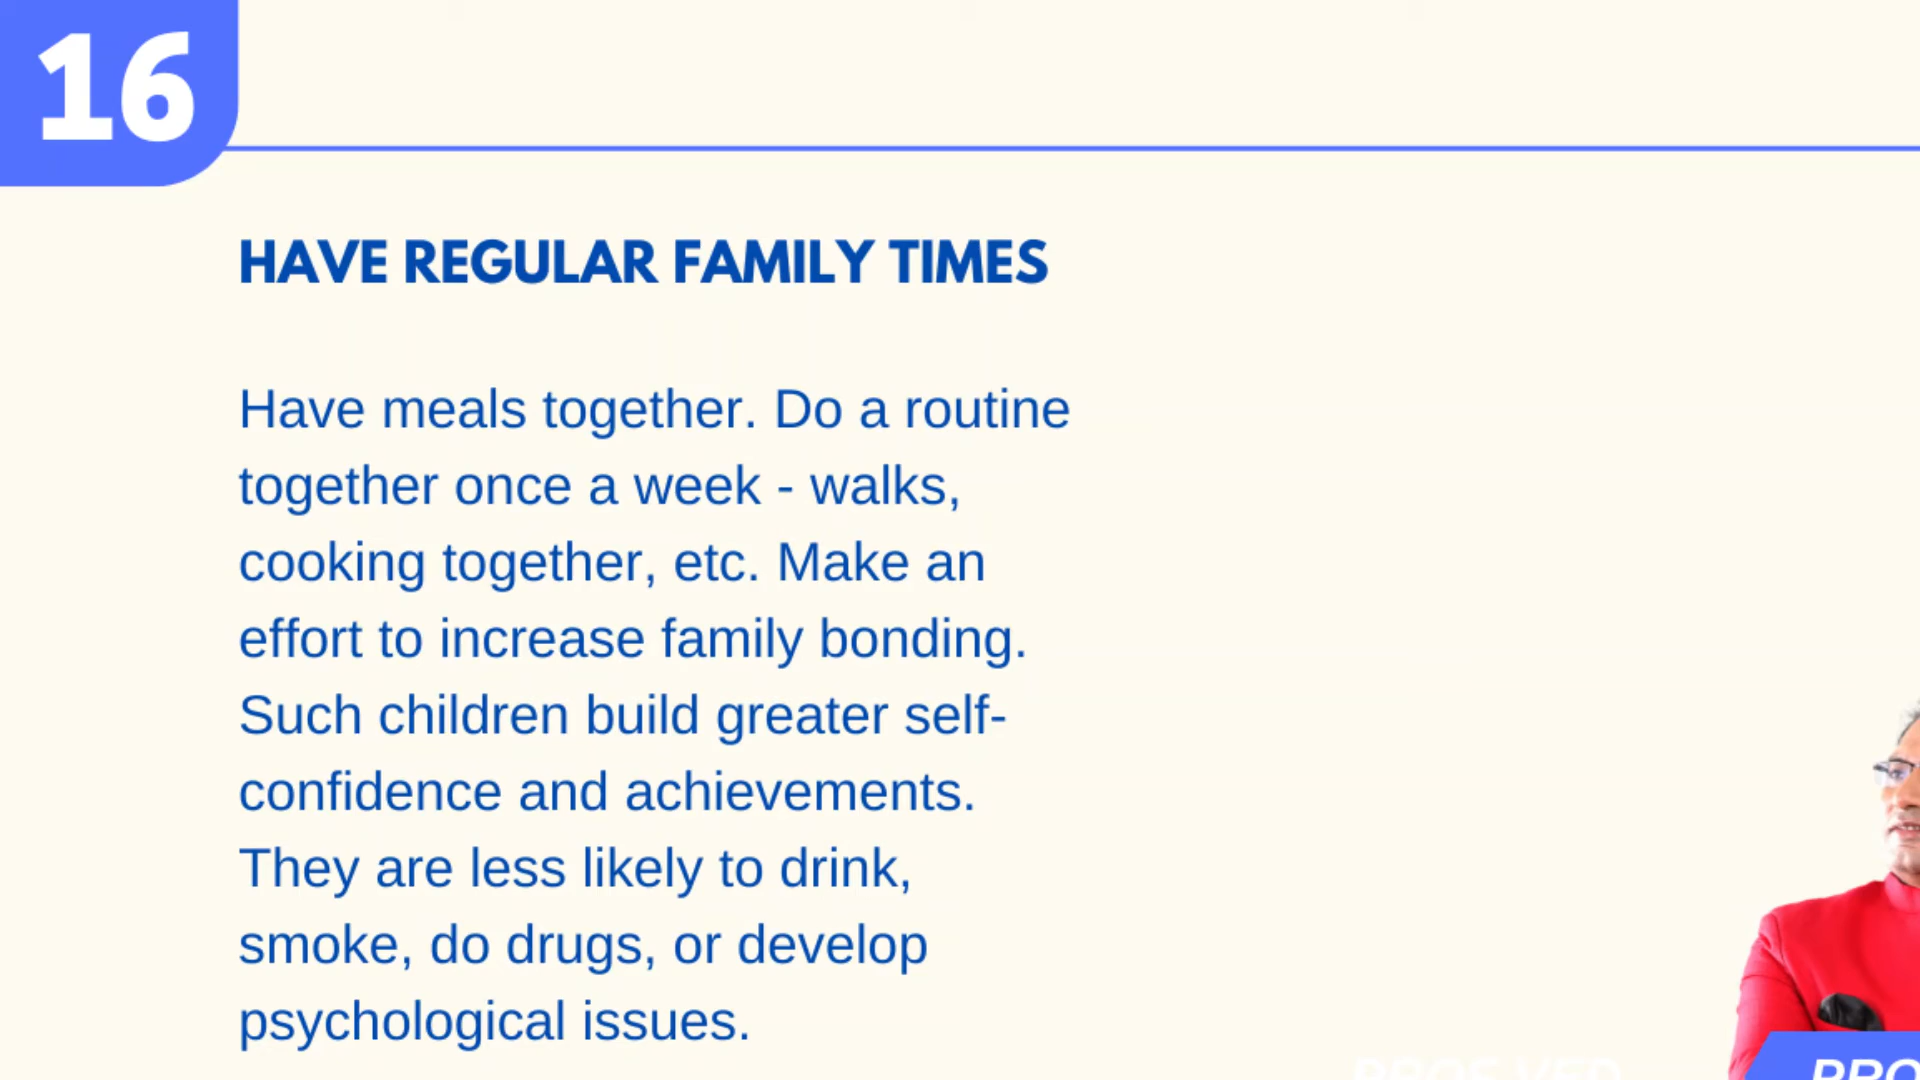 16
HAVE REGULAR FAMILY TIMES
Have meals together. Do a routine
together once a week - walks,
cooking together, etc. Make an
effort to increase family bonding.
Such children build greater self-
confidence and achievements.
They are less likely to drink,
smoke, do drugs, or develop
psychological issues.